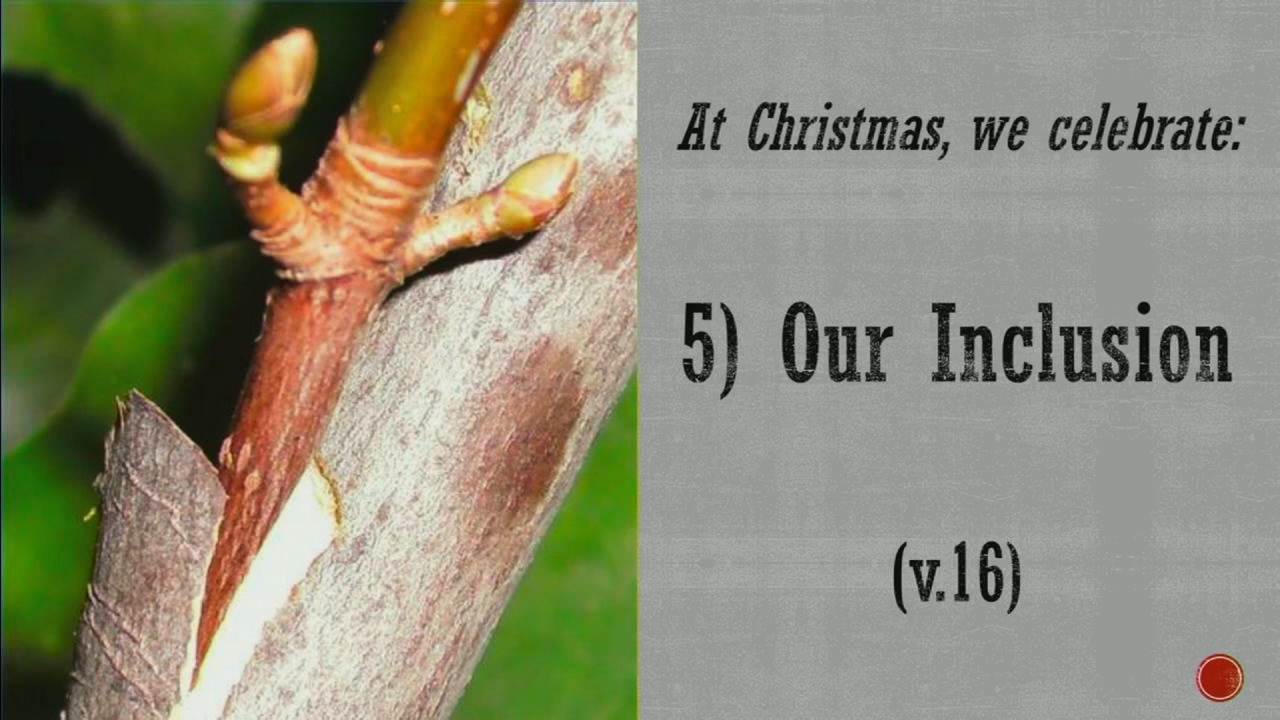 At Christmas, we celebrate:
5) Our Inclusion
(v.16)